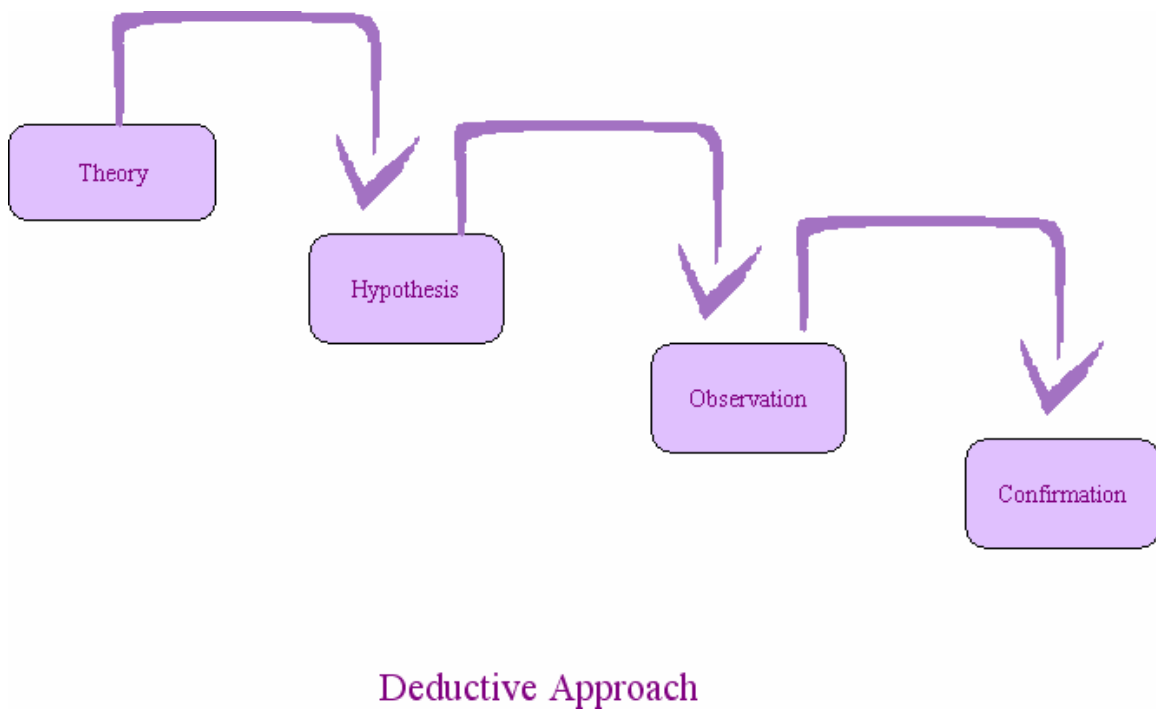 Theory
Hypothesis
Observation
Confirmation
Deductive Approach